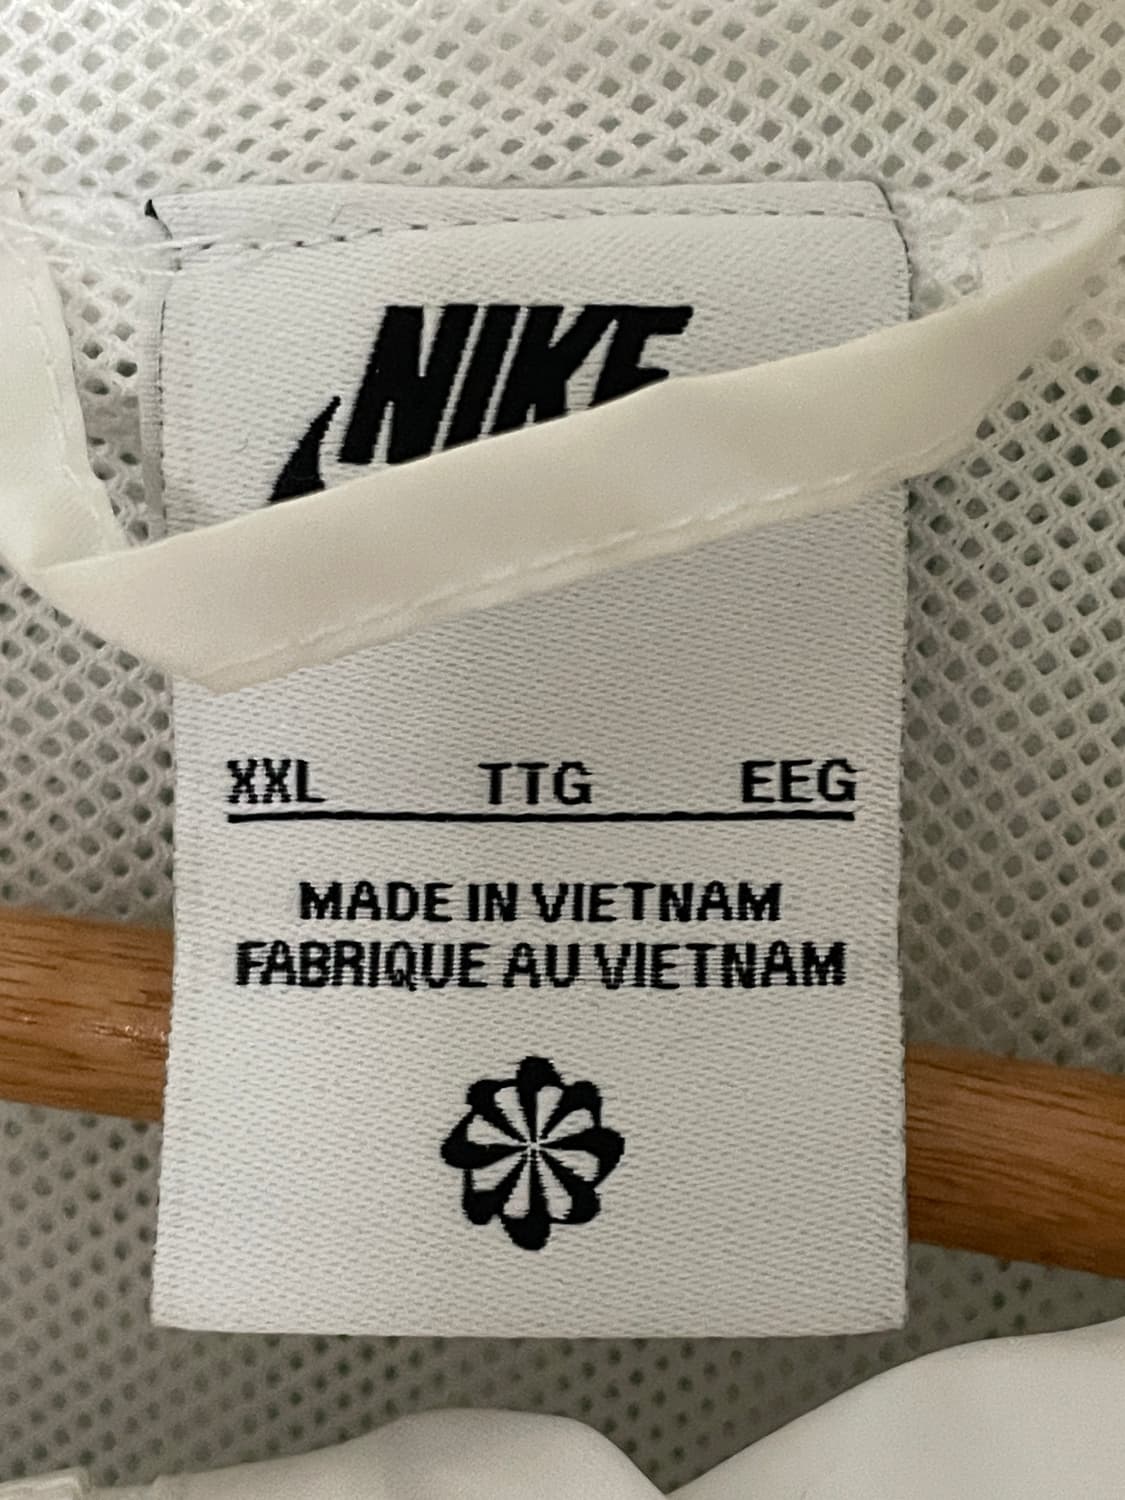 NIKE
XXL TTG EEG
MADE IN VIETNAM
FABRIQUE AU VIETNAM